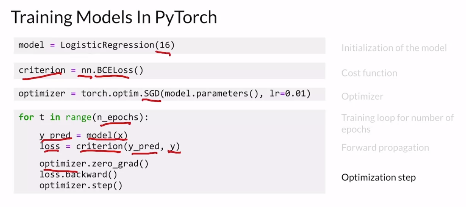 Training Models In PyTorch
model = LogisticRegression(16)
Initialization of the model
criterion = nn.BCELoss()
Cost function
optimizer = torch.optim.SGD(model.parameters(), lr=0.01)
Optimizer
for t in range(n_epochs):
Training loop for number of
epochs
y_pred = model(x)
Forward propagation
loss = criterion(y_pred, y)
optimizer.zero_grad()
loss.backward()
Optimization step
optimizer.step()